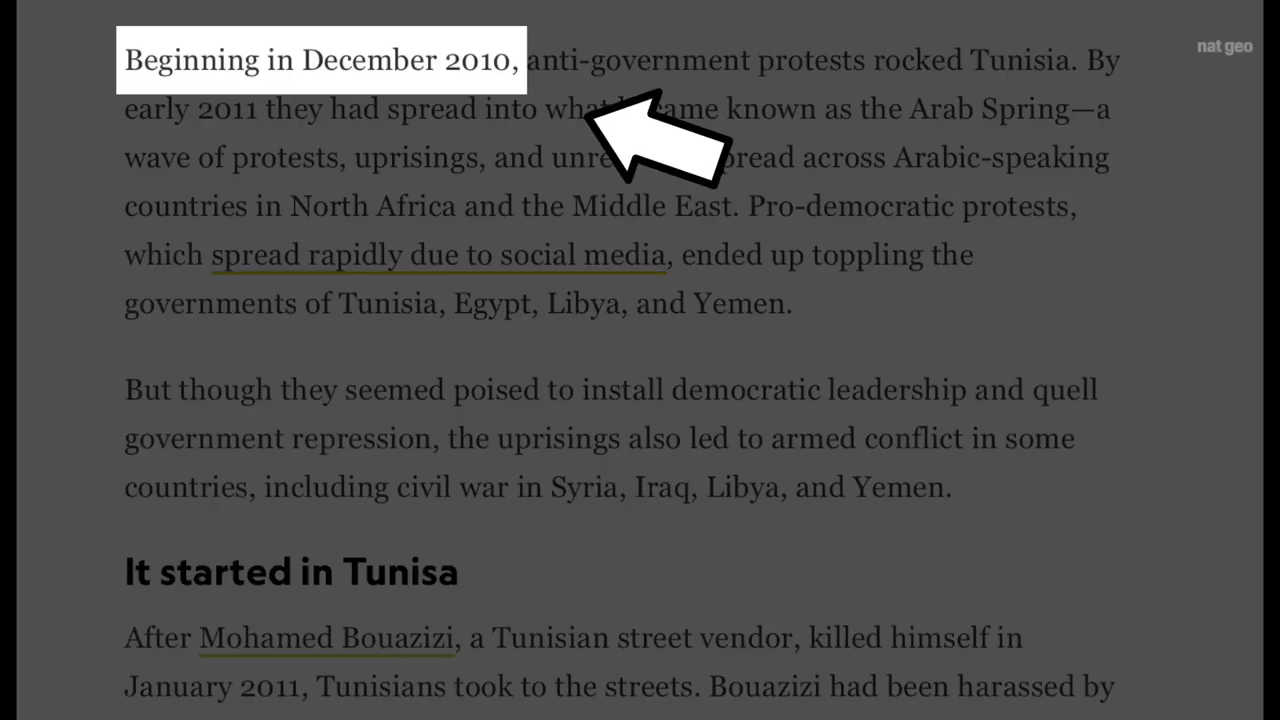 nat geo
Beginning in December 2010, anti-government protests rocked Tunisia. By
early 2011 they had spread into what became known as the Arab Spring—a
wave of protests, uprisings, and spread across Arabic-speaking
countries in North Africa and the Middle East. Pro-democratic protests,
which spread rapidly due to social media, ended up toppling the
governments of Tunisia, Egypt, Libya, and Yemen.
But though they seemed poised to install democratic leadership and quell
government repression, the uprisings also led to armed conflict in some
countries, including civil war in Syria, Iraq, Libya, and Yemen.
It started in Tunisa
After Mohamed Bouazizi, a Tunisian street vendor, killed himself in
January 2011, Tunisians took to the streets. Bouazizi had been harassed by